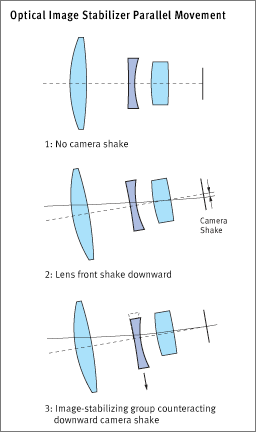 Optical Image Stabilizer Parallel Movement
1: No camera shake
Camera
Shake
2: Lens front shake downward
3: Image-stabilizing group counteracting
downward camera shake